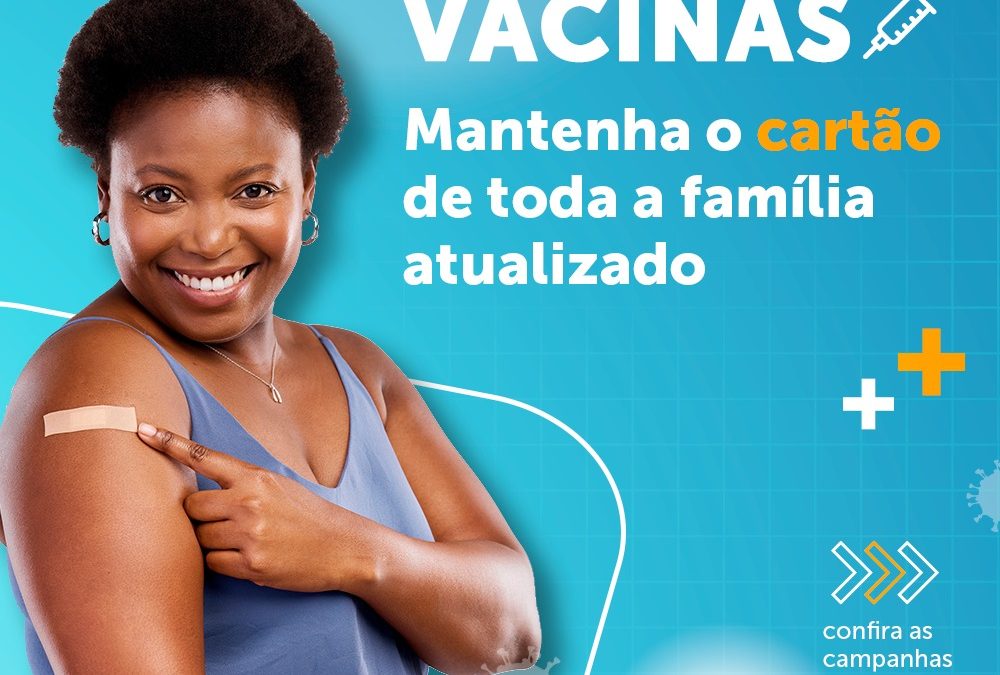 VACINAS
Mantenha o cartão
de toda a família
atualizado
confira as
campanhas